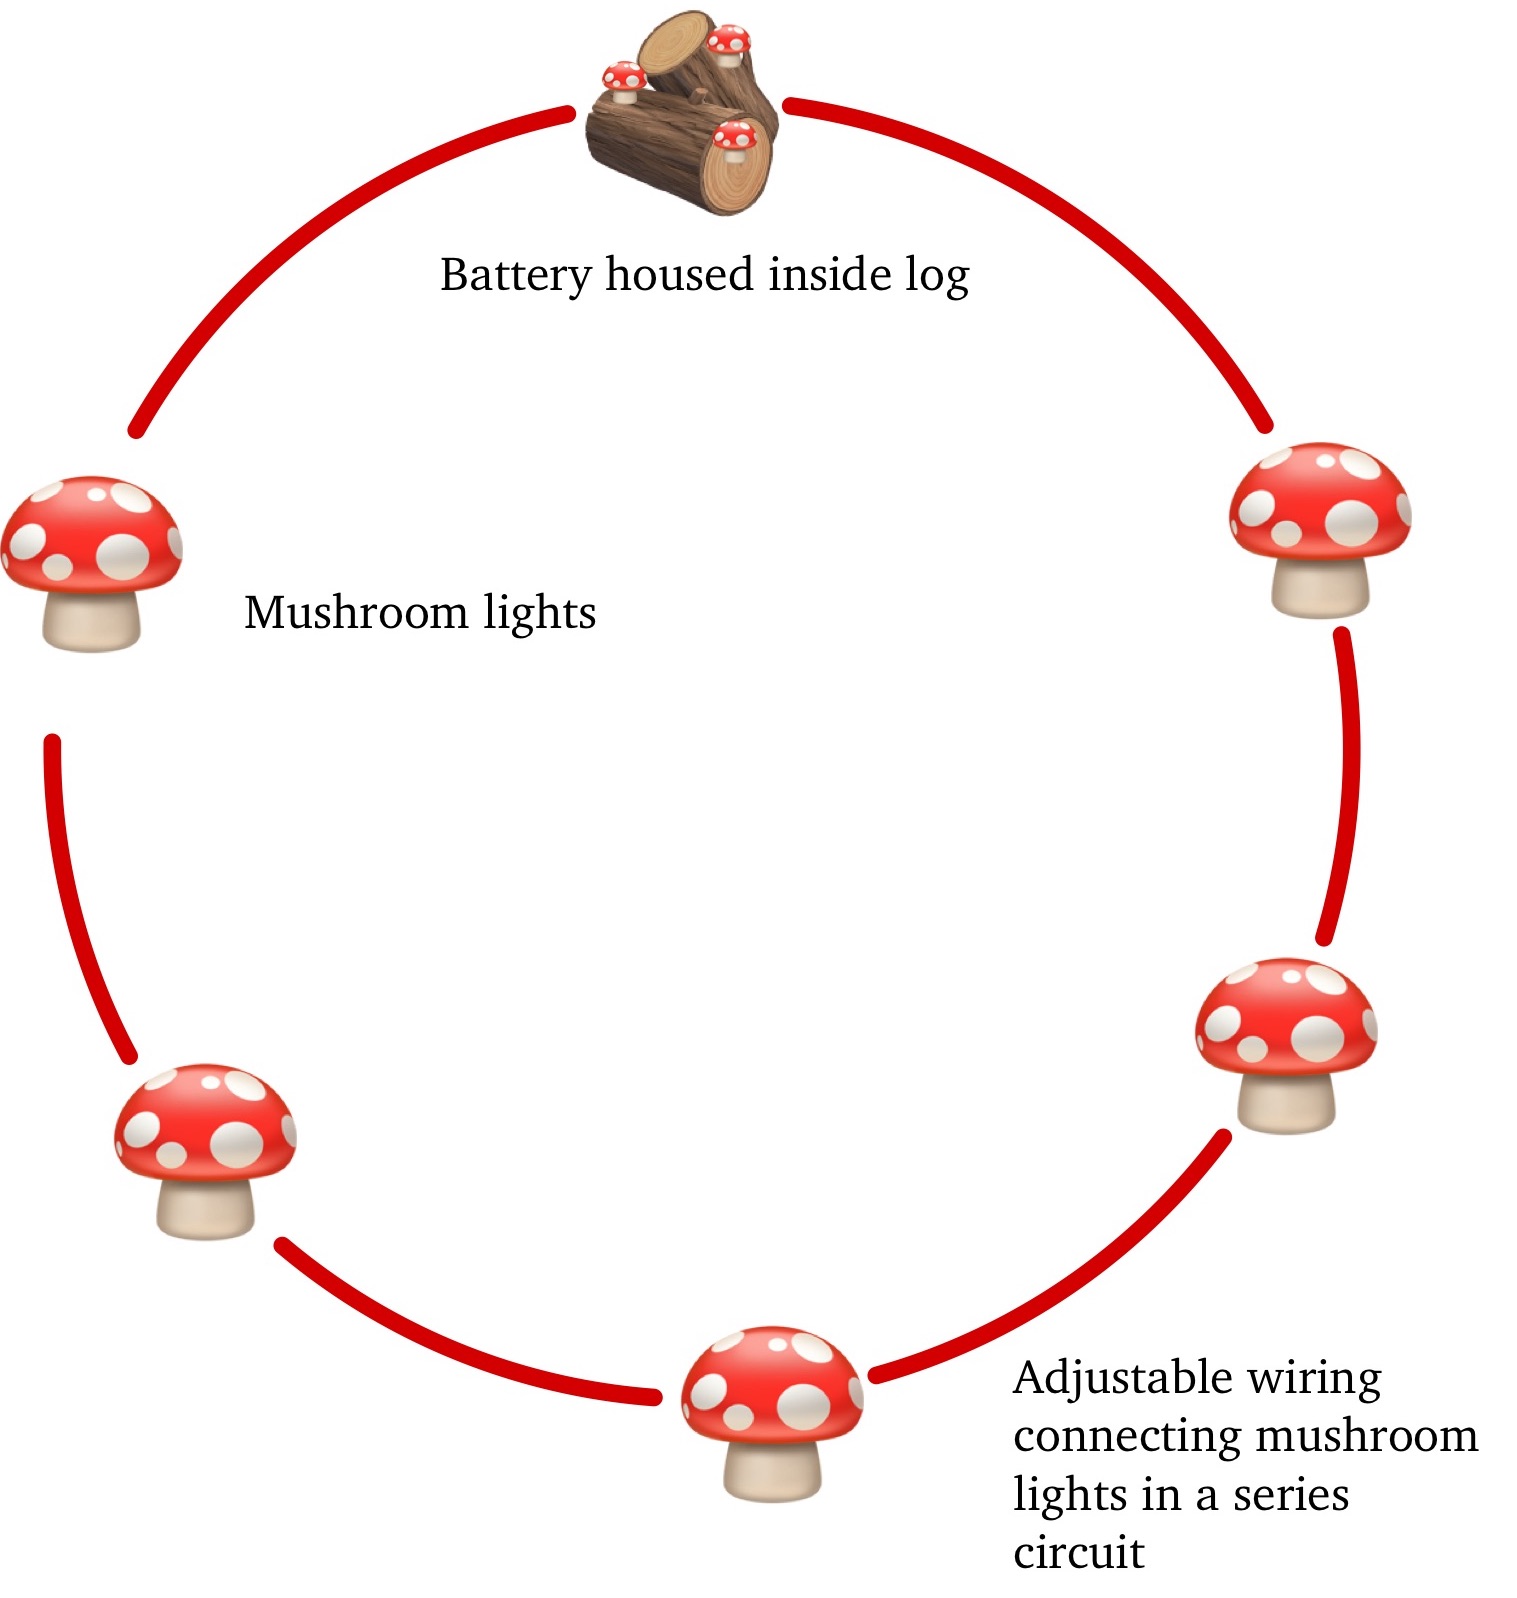 Battery housed inside log
Mushroom lights
Adjustable wiring
connecting mushroom
lights in a series
circuit